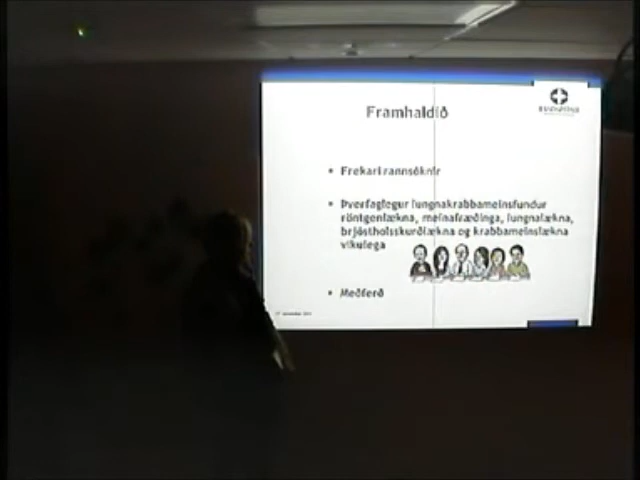 Framhaldið
• Frekari rannsóknir
• Þverfaglegur lungnakrabbameinsfundur
röntgenlækna, meinafræðinga, lungnalækna,
brjóstholsskurðlækna og krabbameinslækna
vikulega
• Meðferð